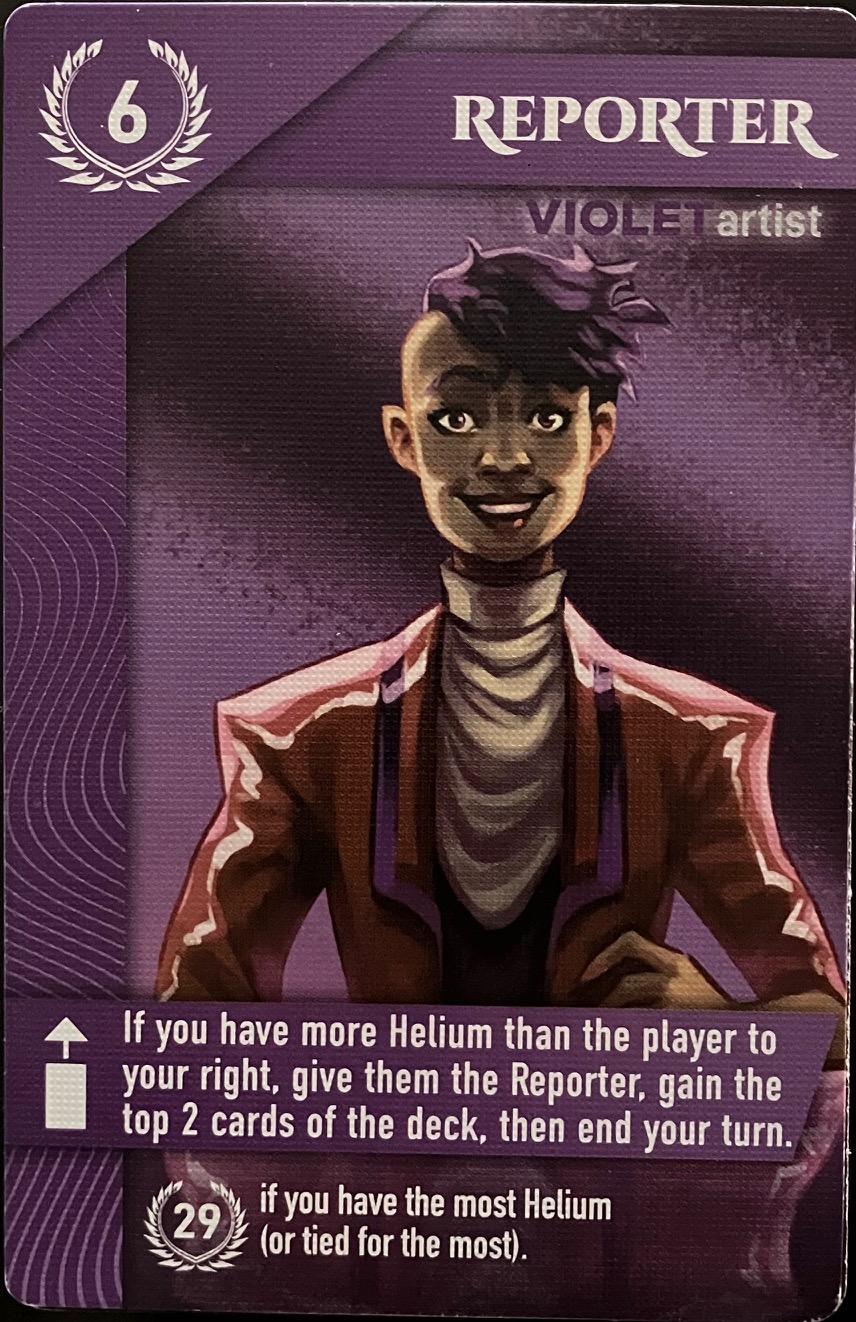 6
REPORTER
VIOLET artist
If you have more Helium than the player to
your right, give them the Reporter, gain the
top 2 cards of the deck, then end your turn.
29 if you have the most Helium
(or tied for the most).